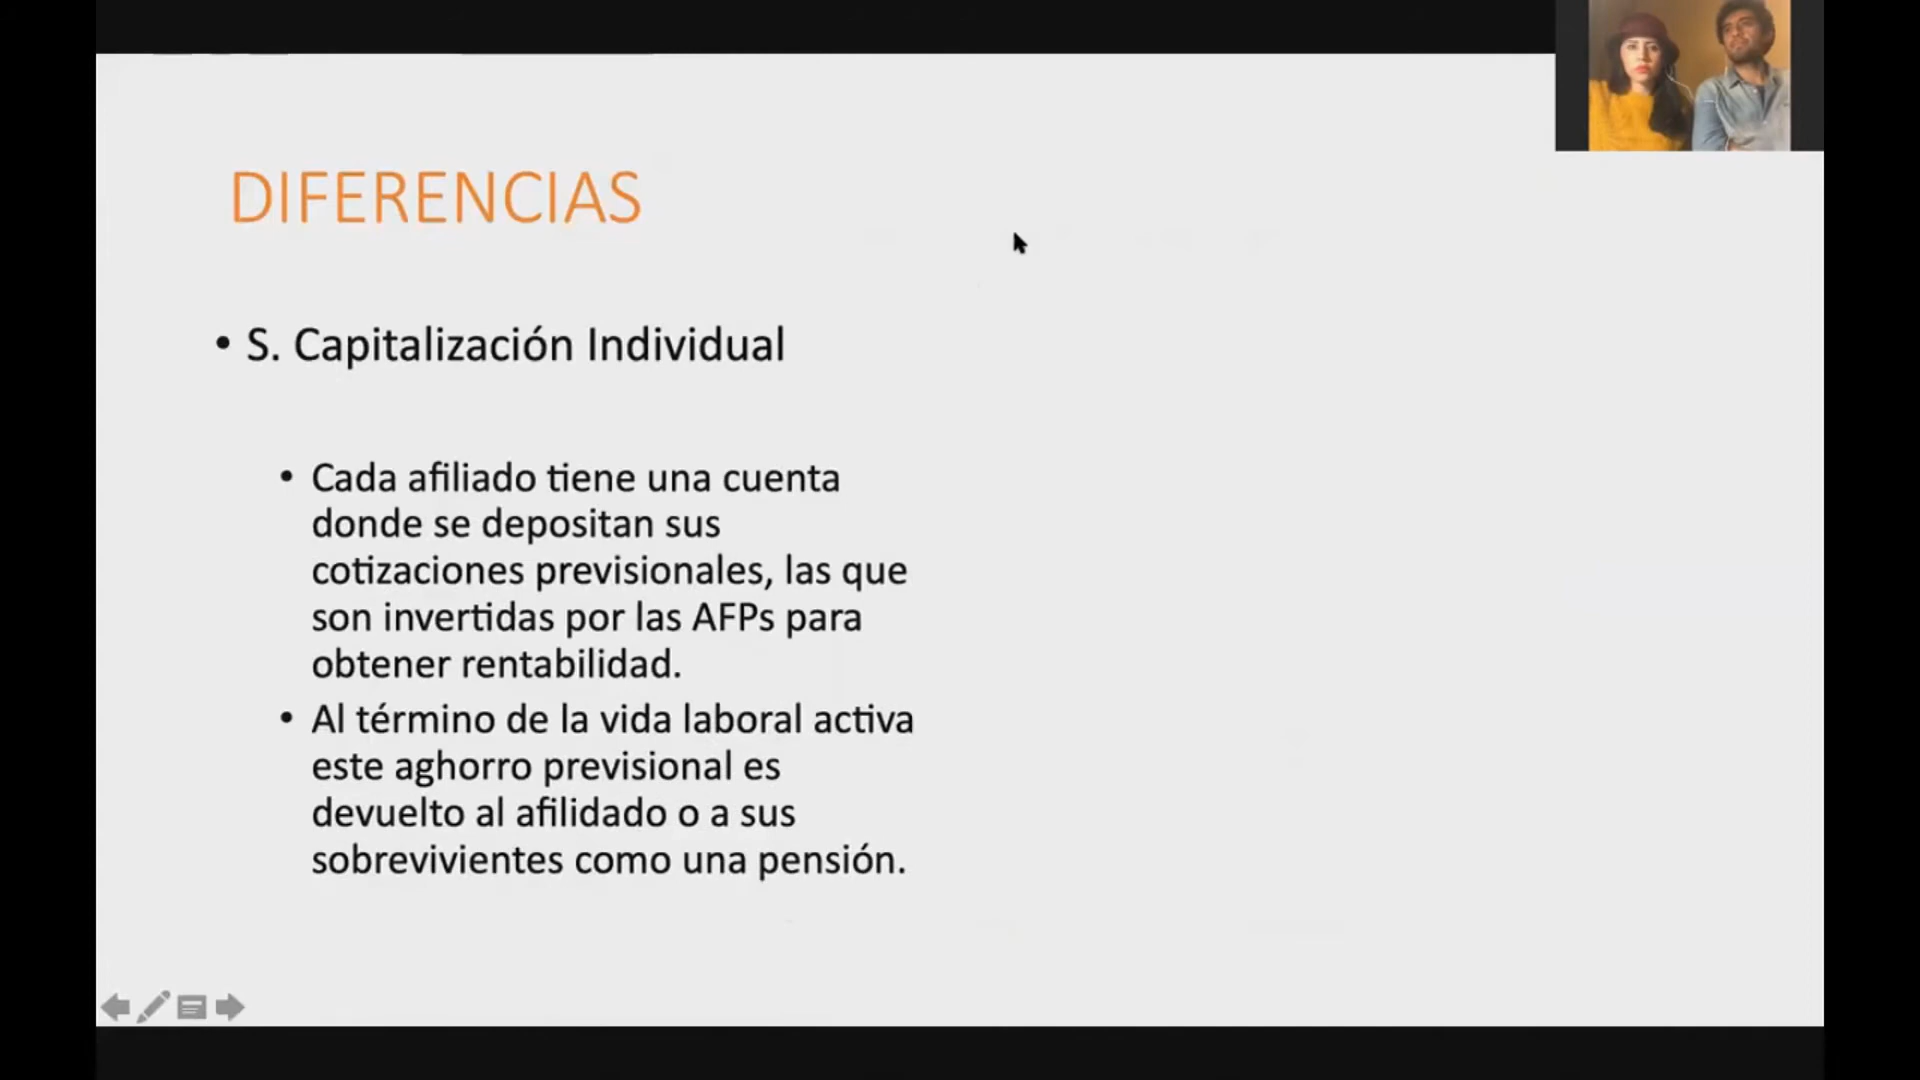 DIFERENCIAS
• S. Capitalización Individual
• Cada afiliado tiene una cuenta
donde se depositan sus
cotizaciones previsionales, las que
son invertidas por las AFPs para
obtener rentabilidad.
• Al término de la vida laboral activa
este aghorro previsional es
devuelto al afilidado o a sus
sobrevivientes como una pensión.